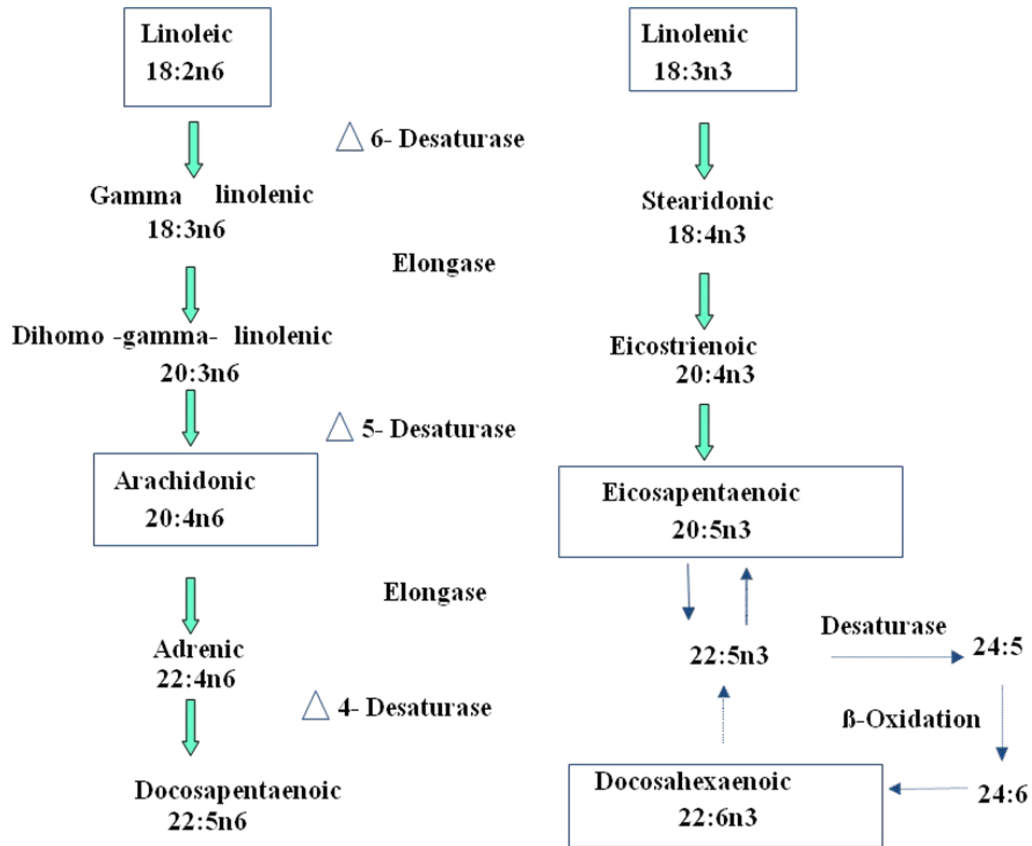 Linoleic
18:2n6
Linolenic
18:3n3
△ 6- Desaturase
Gamma linolenic
18:3n6
Stearidonic
18:4n3
Elongase
Dihomo -gamma- linolenic
20:3n6
Eicostrienoic
20:4n3
△ 5- Desaturase
Arachidonic
20:4n6
Eicosapentaenoic
20:5n3
Elongase
Adrenic
22:4n6
22:5n3
Desaturase
24:5
△ 4- Desaturase
ß-Oxidation
Docosapentaenoic
22:5n6
Docosahexaenoic
22:6n3
24:6